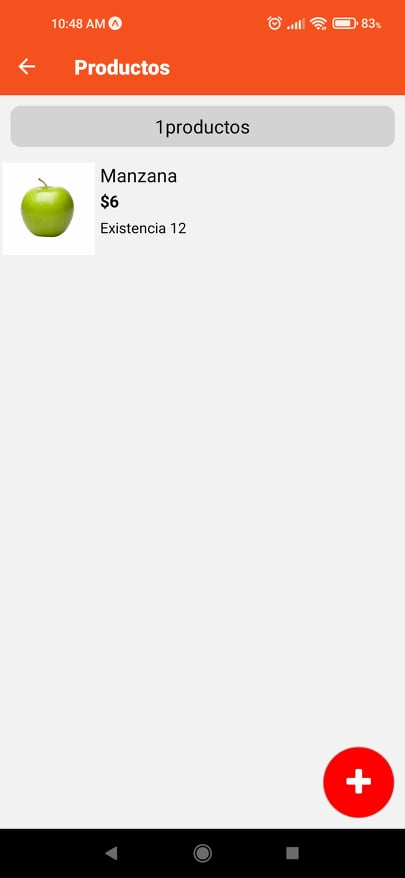 10:48 AM
83%
Productos
1productos
Manzana
$6
Existencia 12